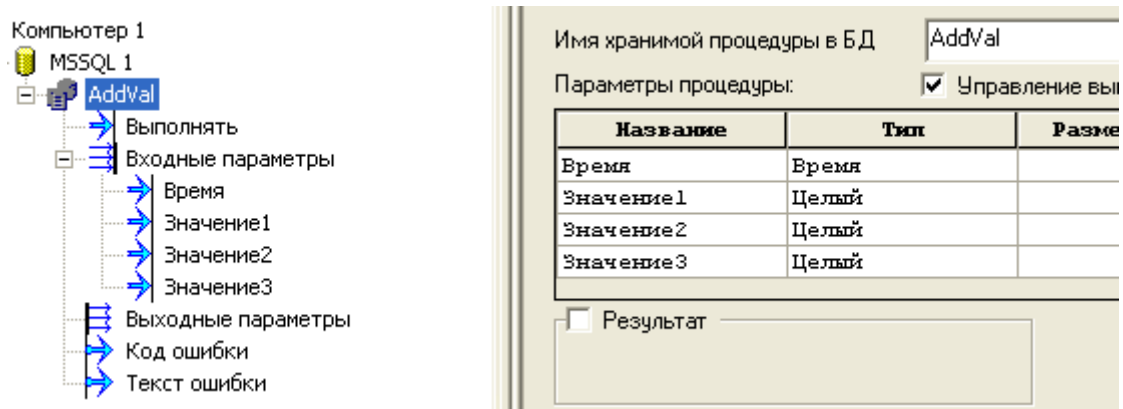 Компьютер 1
MSSQL 1
AddVal
Выполнять
Входные параметры
Время
Значение1
Значение2
Значение3
Выходные параметры
Код ошибки
Текст ошибки
Имя хранимой процедуры в БД AddVal
Параметры процедуры: Управление вы
Название Тип Разме
Время Время
Значение1 Целый
Значение2 Целый
Значение3 Целый
Результат